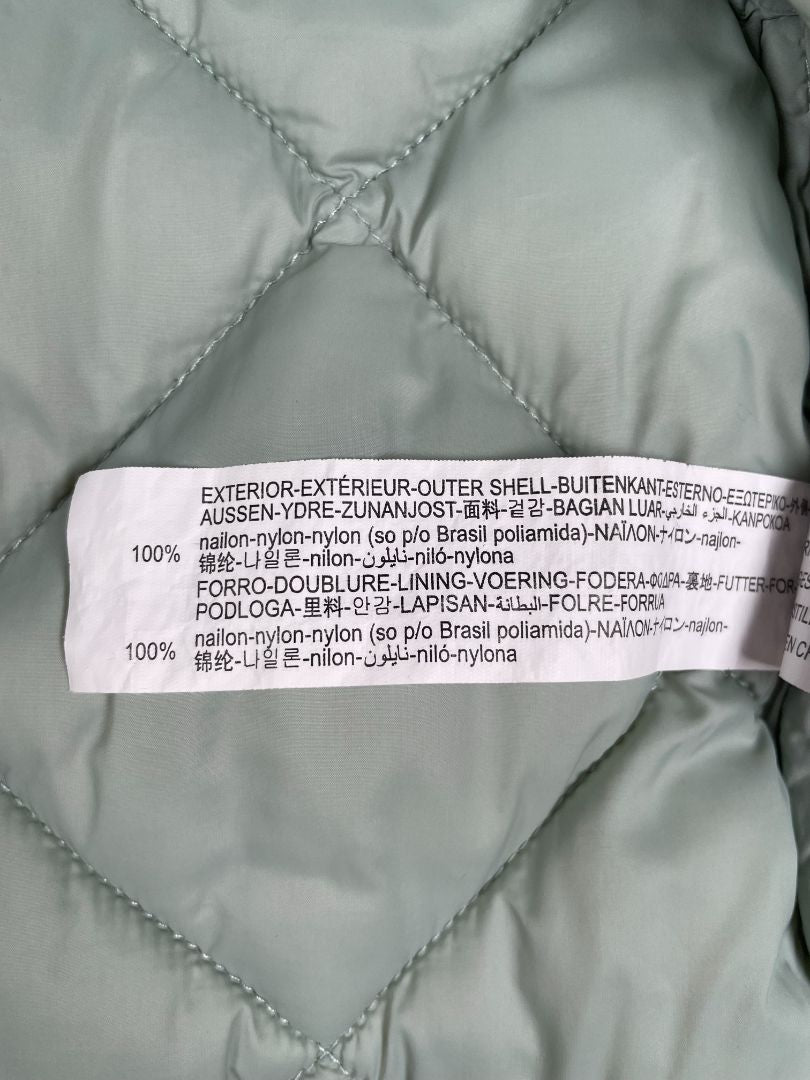 EXTERIOR-EXTÉRIEUR-OUTER SHELL-BUITENKANT-ESTERNO-ΕΞΩΤΕΡΙΚΟ-外側
AUSSEN-YDRE-ZUNANJOST-面料-겉감-BAGIAN LUAR-الجزء الخارجي-KANPOKOA
100% nailon-nylon-nylon (so p/o Brasil poliamida)-ΝΑΪΛΟΝ-ナイロン-najlon-
锦纶-나일론-nilon-نايلون-niló-nylona
FORRO-DOUBLURE-LINING-VOERING-FODERA-ΦΟΔΡΑ-裏地-FUTTER-FOR-
PODLOGA-里料-안감-LAPISAN-البطانة-FOLRE-FORRUA
100% nailon-nylon-nylon (so p/o Brasil poliamida)-ΝΑΪΛΟΝ-ナイロン-najlon-
锦纶-나일론-nilon-نايلون-niló-nylona